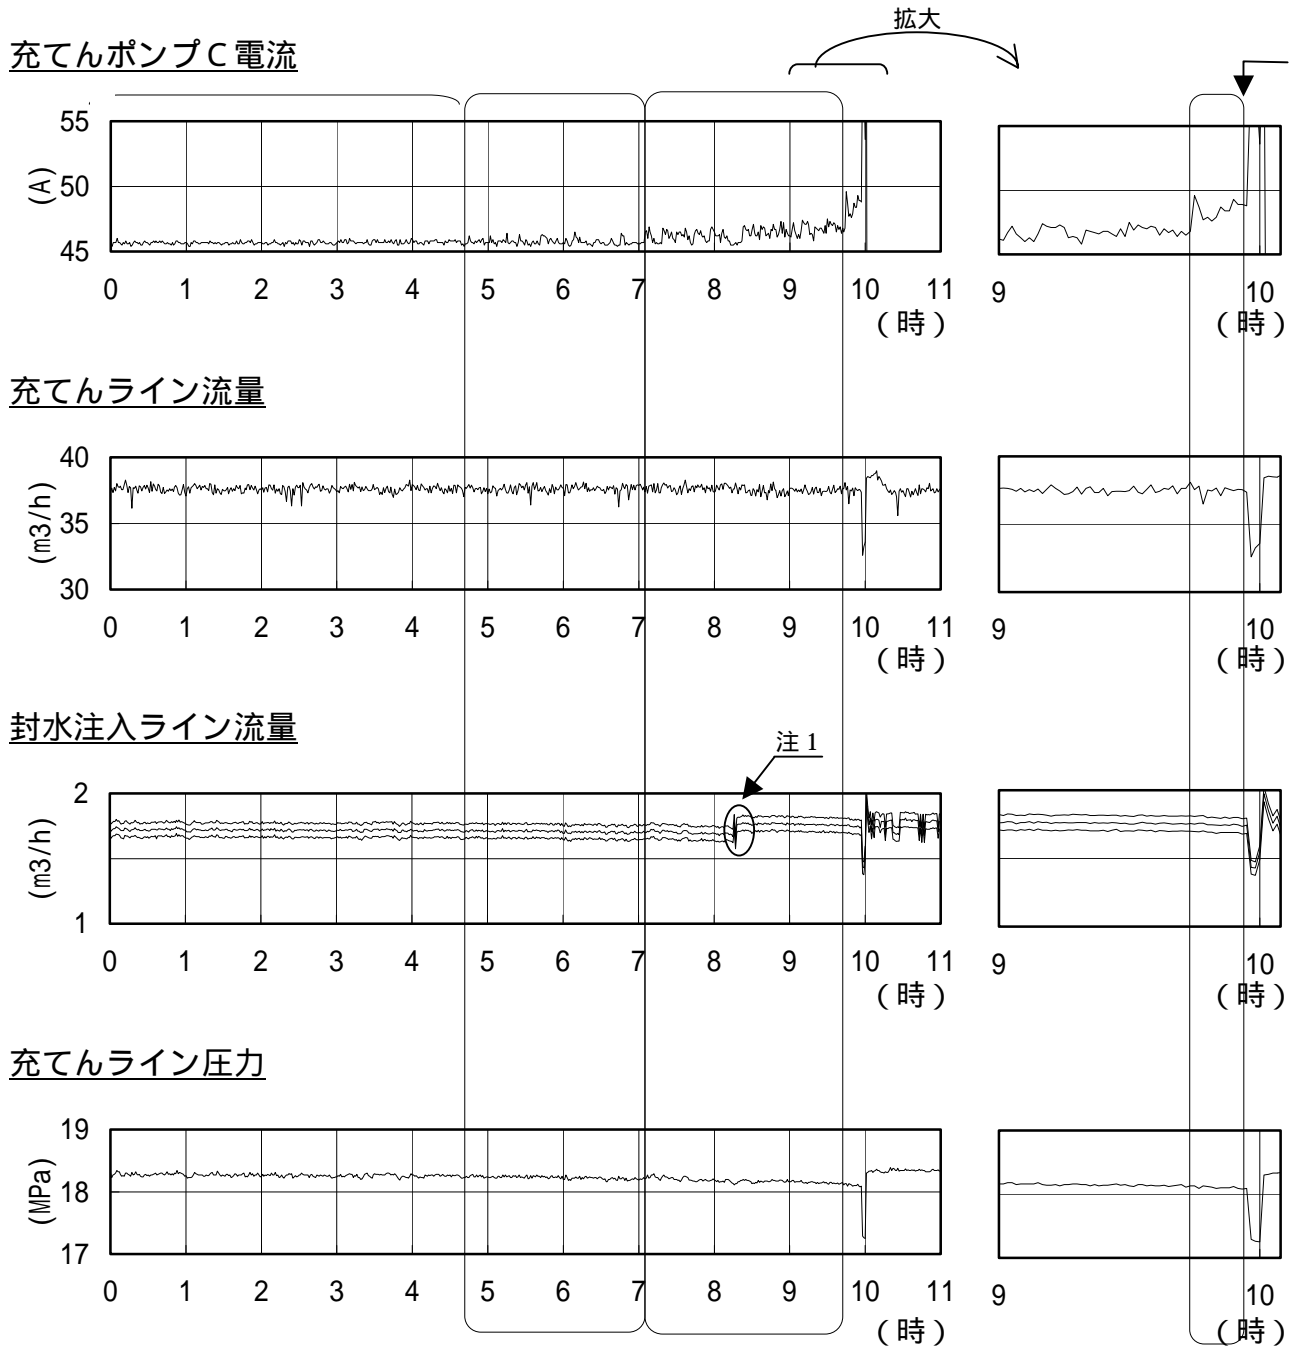 拡大
充てんポンプC電流
55
(A) 50
45
0 1 2 3 4 5 6 7 8 9 10 11 9 10
(時) (時)
充てんライン流量
40
(m3/h) 35
30
0 1 2 3 4 5 6 7 8 9 10 11 9 10
(時) (時)
封水注入ライン流量
注1
2
(m3/h)
1
0 1 2 3 4 5 6 7 8 9 10 11 9 10
(時) (時)
充てんライン圧力
19
(MPa) 18
17
0 1 2 3 4 5 6 7 8 9 10 11 9 10
(時) (時)